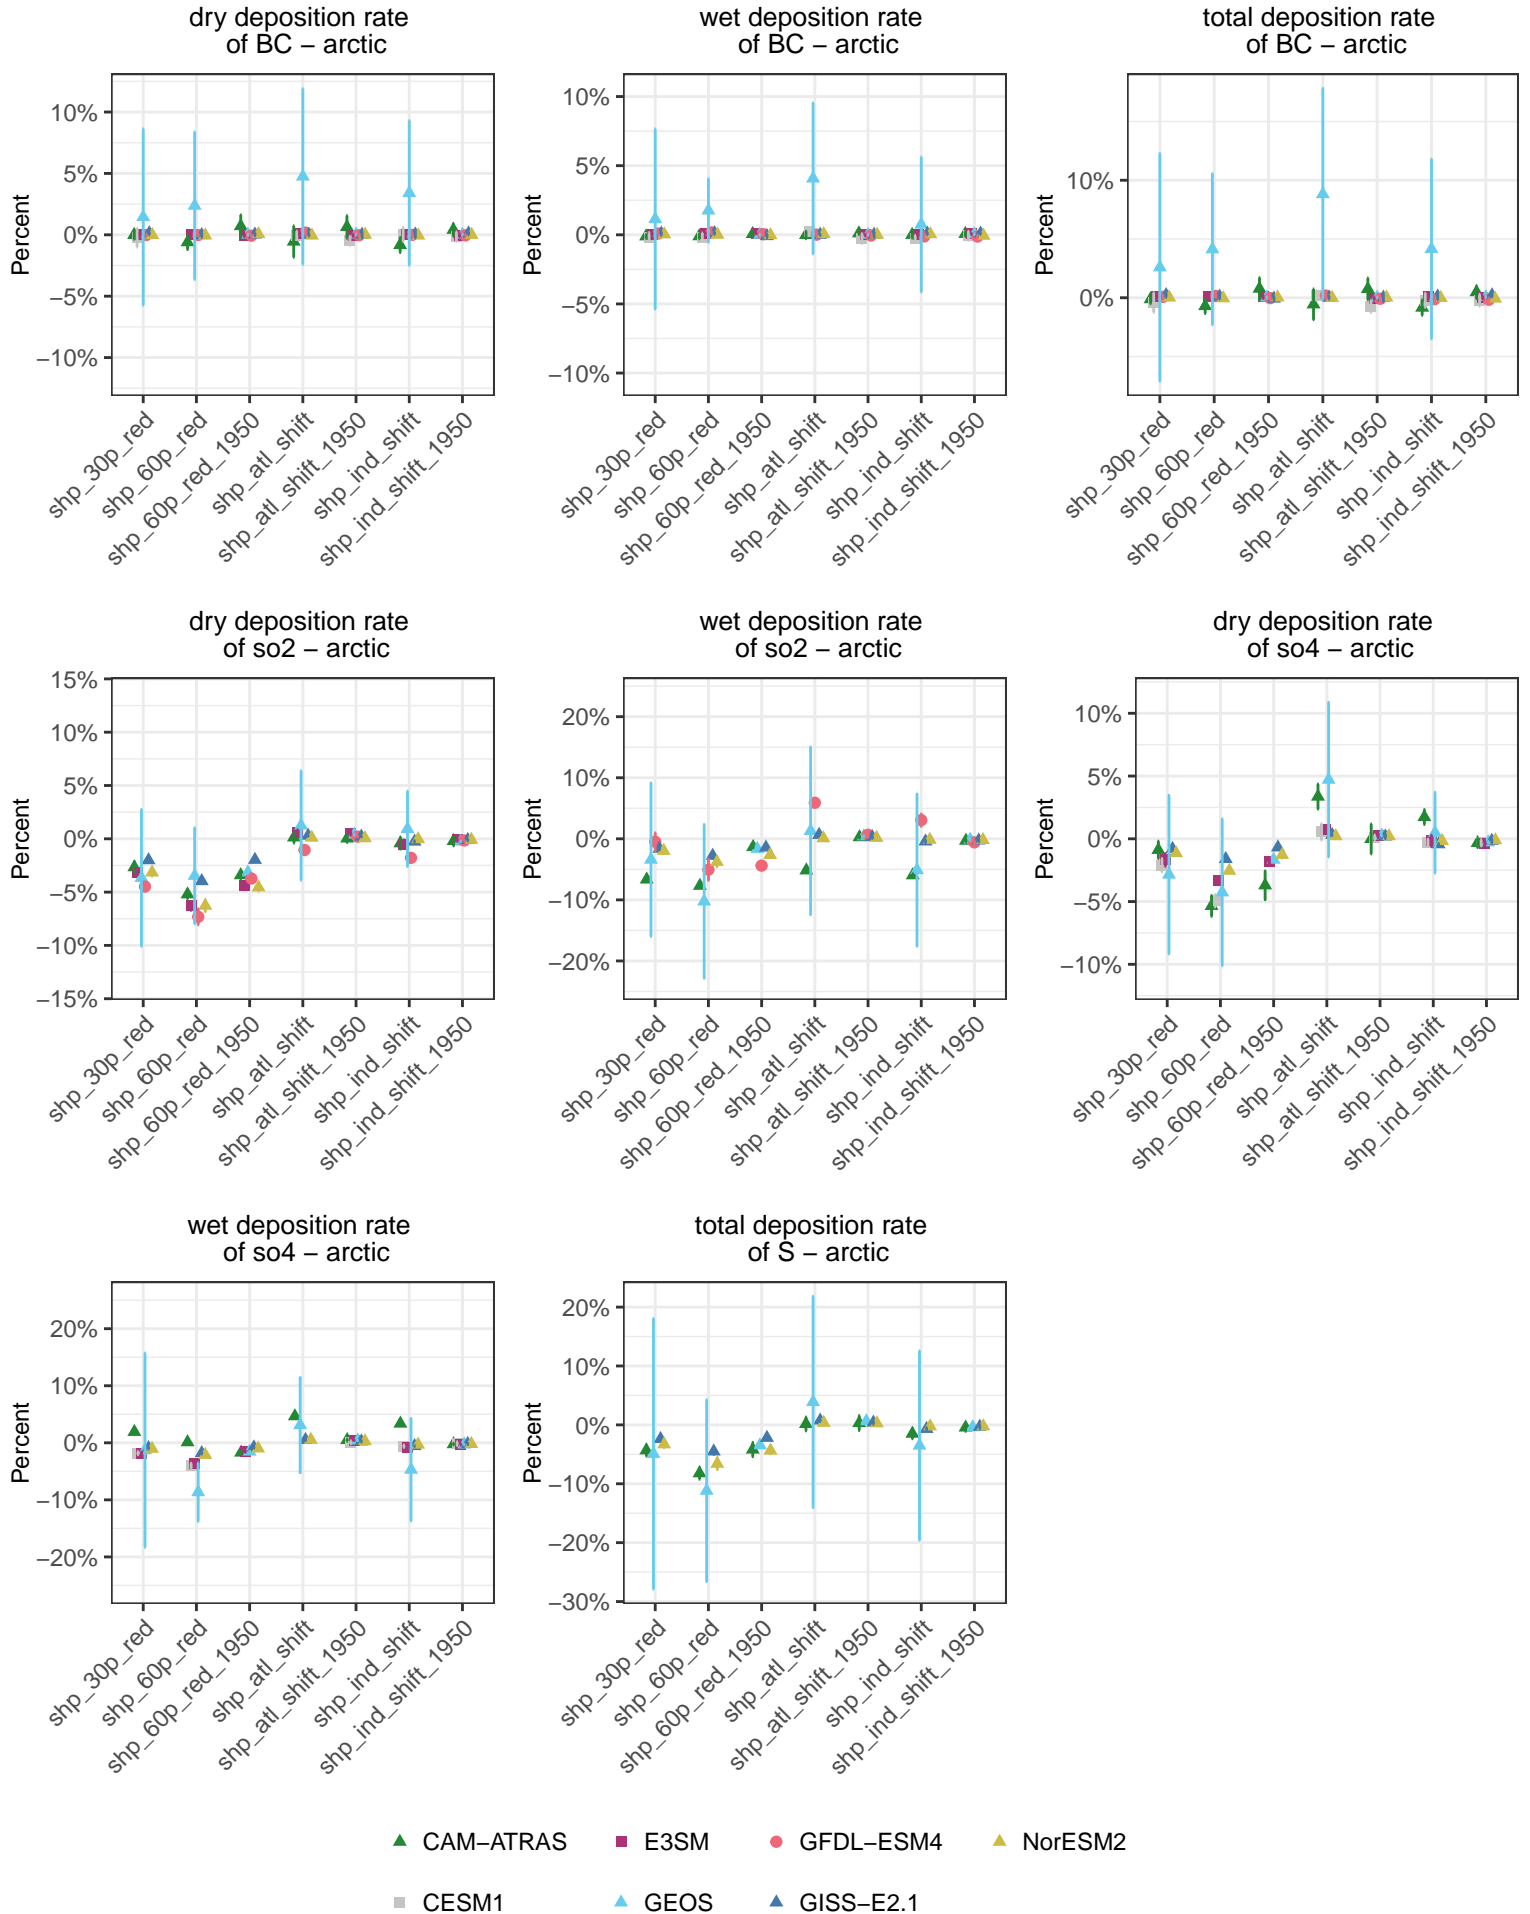 dry deposition rate
of BC − arctic
wet deposition rate
of BC − arctic
total deposition rate
of BC − arctic
Percent
10%
5%
0%
−5%
−10%
shp_30p_red
shp_60p_red
shp_60p_red_1950
shp_atl_shift
shp_atl_shift_1950
shp_ind_shift
shp_ind_shift_1950
Percent
10%
5%
0%
−5%
−10%
shp_30p_red
shp_60p_red
shp_60p_red_1950
shp_atl_shift
shp_atl_shift_1950
shp_ind_shift
shp_ind_shift_1950
Percent
10%
0%
shp_30p_red
shp_60p_red
shp_60p_red_1950
shp_atl_shift
shp_atl_shift_1950
shp_ind_shift
shp_ind_shift_1950
dry deposition rate
of so2 − arctic
wet deposition rate
of so2 − arctic
dry deposition rate
of so4 − arctic
Percent
15%
10%
5%
0%
−5%
−10%
−15%
shp_30p_red
shp_60p_red
shp_60p_red_1950
shp_atl_shift
shp_atl_shift_1950
shp_ind_shift
shp_ind_shift_1950
Percent
20%
10%
0%
−10%
−20%
shp_30p_red
shp_60p_red
shp_60p_red_1950
shp_atl_shift
shp_atl_shift_1950
shp_ind_shift
shp_ind_shift_1950
Percent
10%
5%
0%
−5%
−10%
shp_30p_red
shp_60p_red
shp_60p_red_1950
shp_atl_shift
shp_atl_shift_1950
shp_ind_shift
shp_ind_shift_1950
wet deposition rate
of so4 − arctic
total deposition rate
of S − arctic
Percent
20%
10%
0%
−10%
−20%
shp_30p_red
shp_60p_red
shp_60p_red_1950
shp_atl_shift
shp_atl_shift_1950
shp_ind_shift
shp_ind_shift_1950
Percent
20%
10%
0%
−10%
−20%
−30%
shp_30p_red
shp_60p_red
shp_60p_red_1950
shp_atl_shift
shp_atl_shift_1950
shp_ind_shift
shp_ind_shift_1950
CAM−ATRAS E3SM GFDL−ESM4 NorESM2
CESM1 GEOS GISS−E2.1